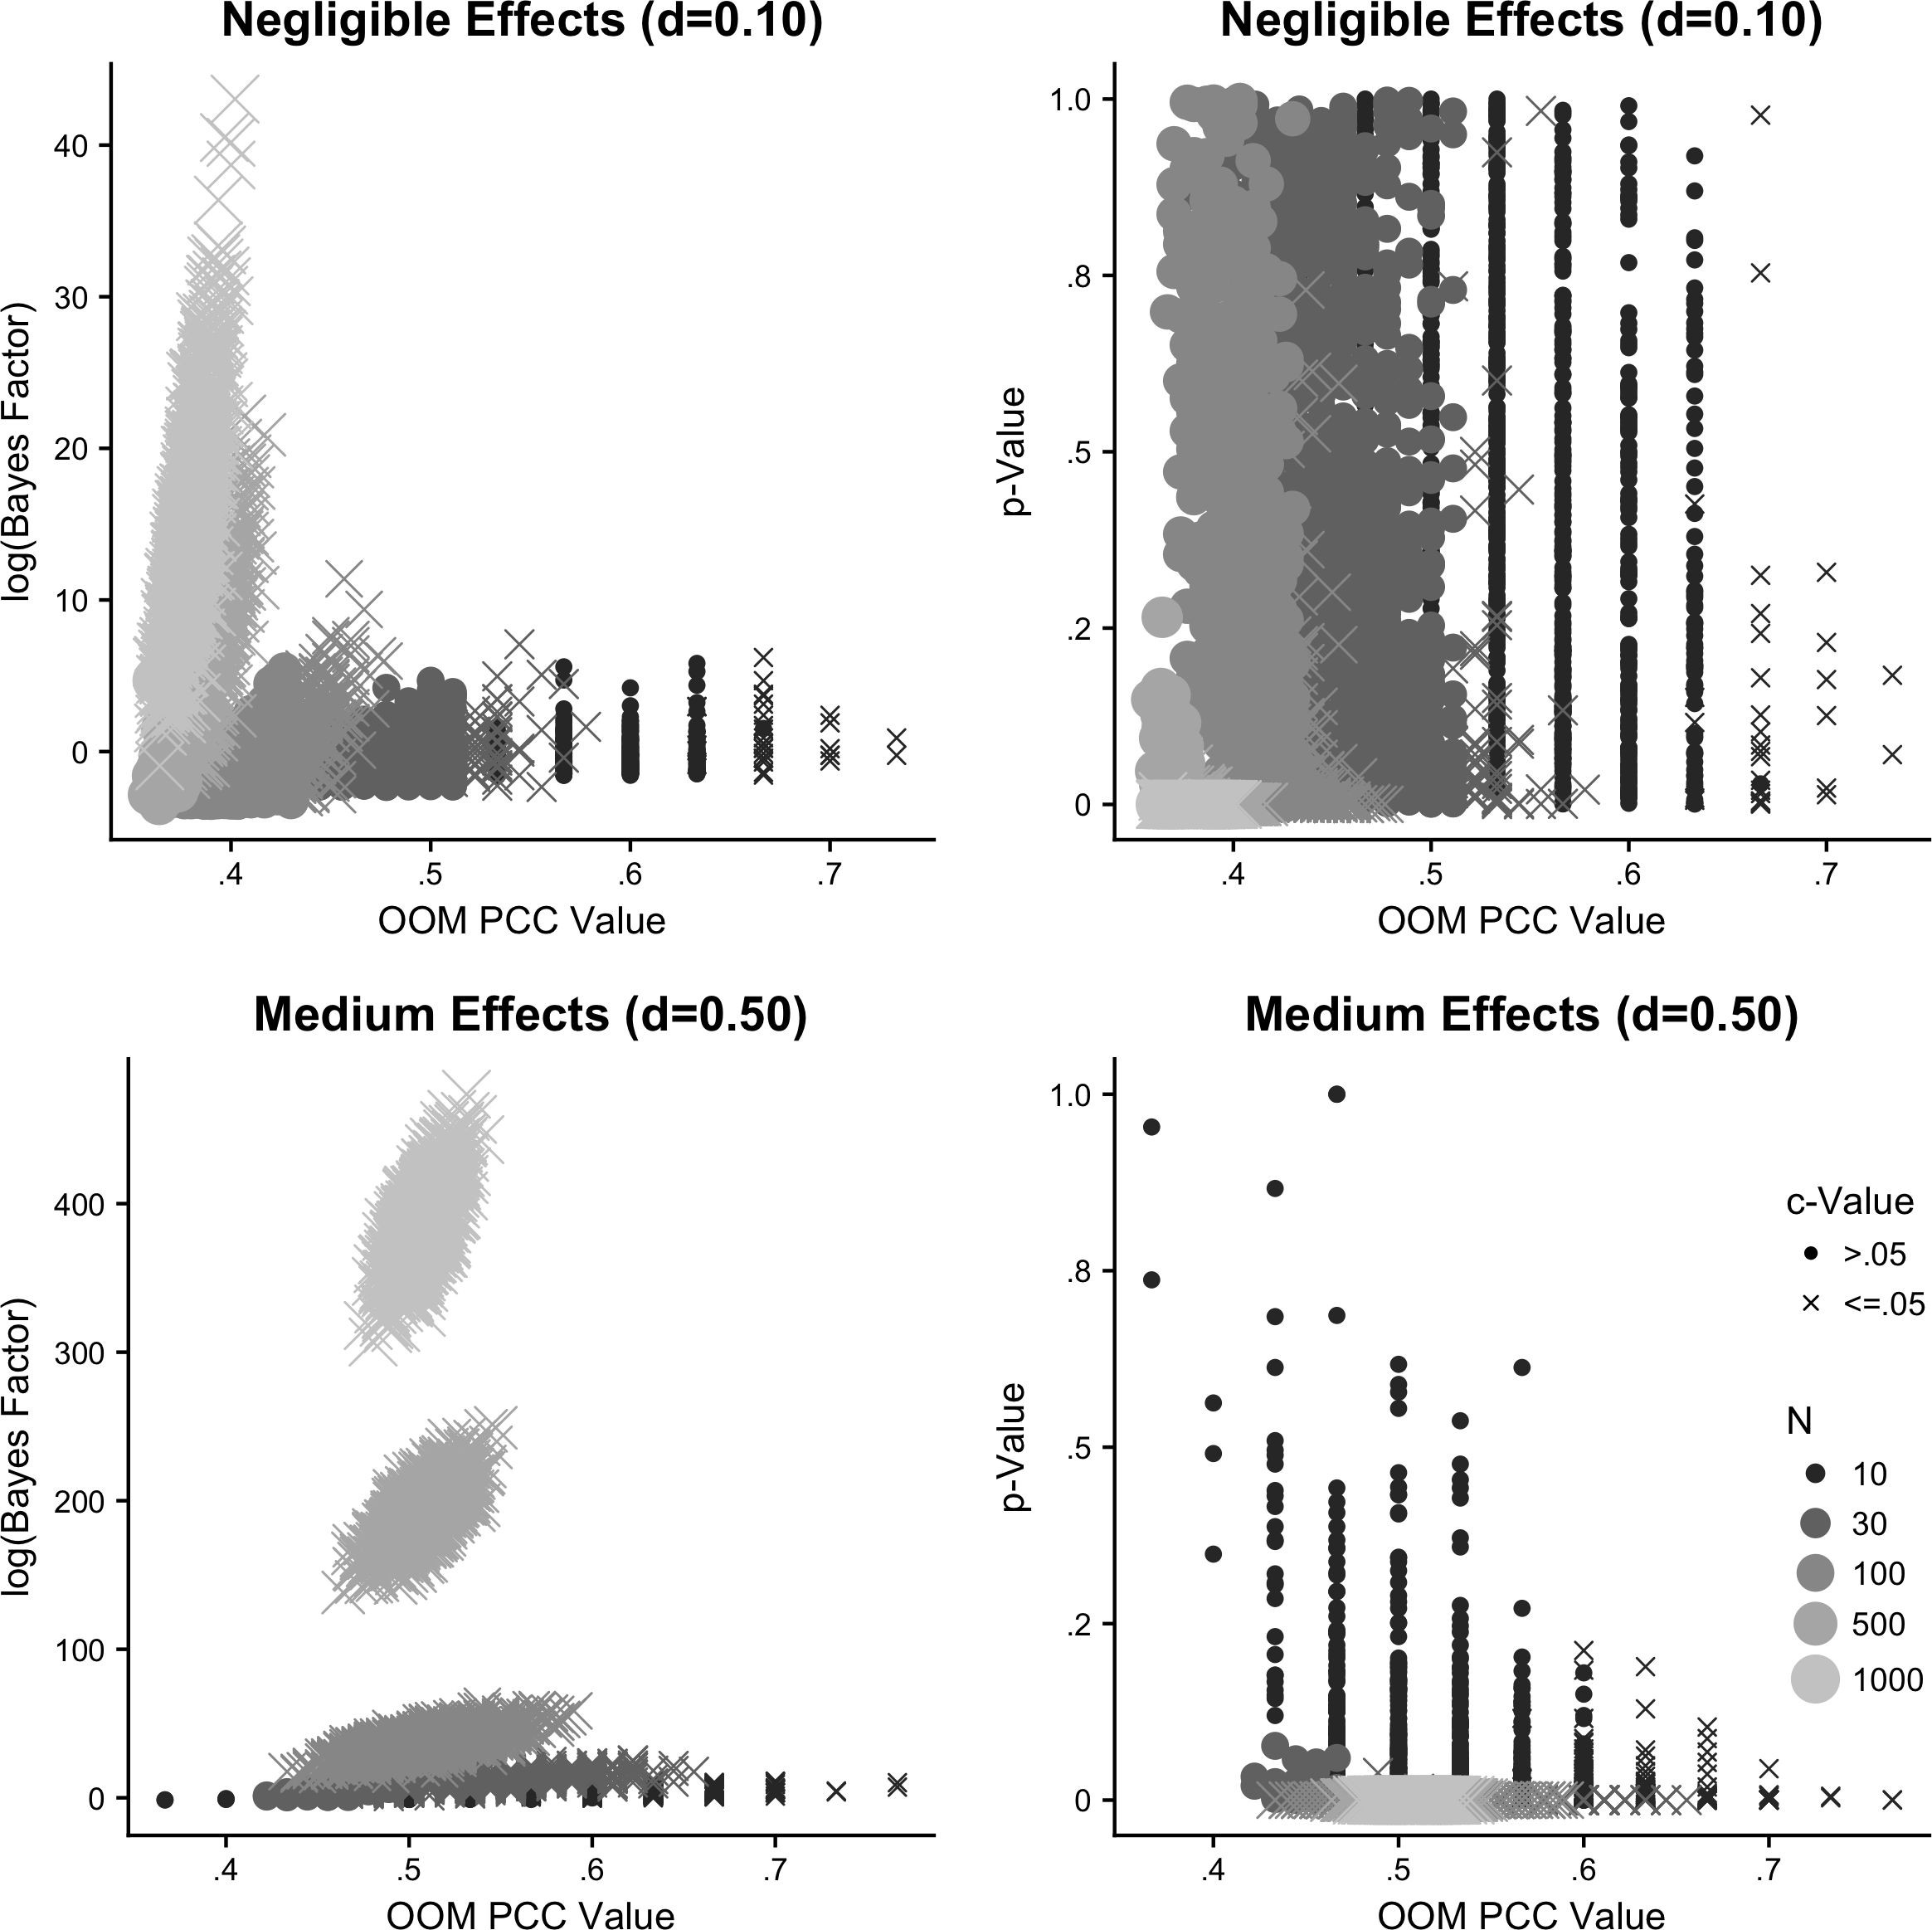 Negligible Effects (d=0.10)
log(Bayes Factor)
40
30
20
10
0
.4 .5 .6 .7
OOM PCC Value
Negligible Effects (d=0.10)
p-Value
1.0
.8
.5
.2
0
.4 .5 .6 .7
OOM PCC Value
Medium Effects (d=0.50)
log(Bayes Factor)
400
300
200
100
0
.4 .5 .6 .7
OOM PCC Value
Medium Effects (d=0.50)
p-Value
1.0
.8
.5
.2
0
.4 .5 .6 .7
OOM PCC Value
c-Value
>.05
<=.05
N
10
30
100
500
1000